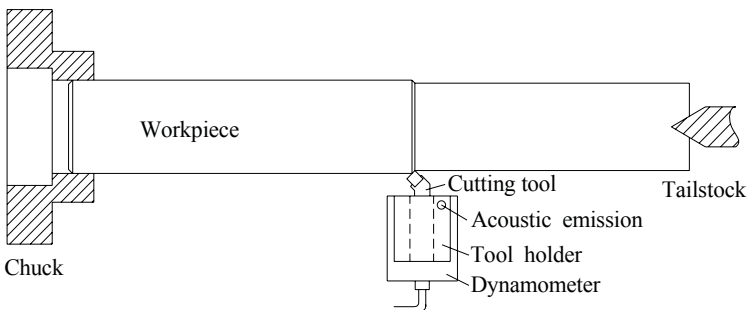 Workpiece
Cutting tool
Tailstock
Acoustic emission
Tool holder
Chuck
Dynamometer